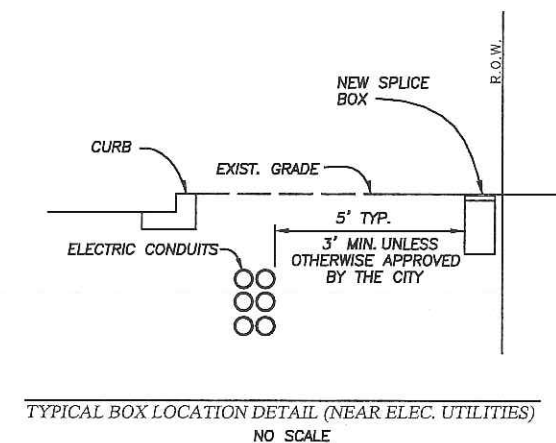 R.O.W.
NEW SPLICE
BOX
CURB
EXIST. GRADE
5' TYP.
3' MIN. UNLESS
OTHERWISE APPROVED
BY THE CITY
ELECTRIC CONDUITS
TYPICAL BOX LOCATION DETAIL (NEAR ELEC. UTILITIES)
NO SCALE